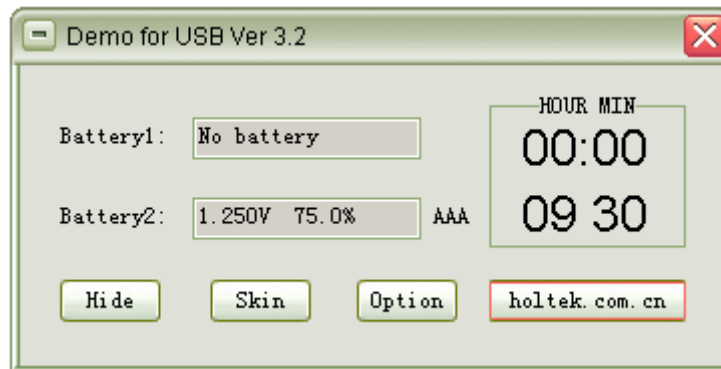 Demo for USB Ver 3.2
HOUR MIN
Battery1: No battery
00:00
Battery2: 1.250V 75.0% AAA
09 30
Hide Skin Option holtek.com.cn